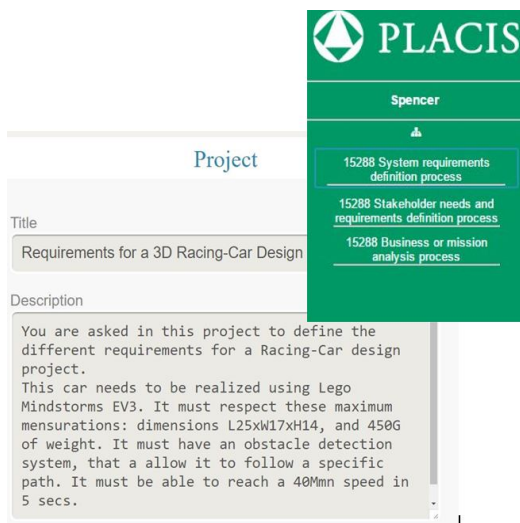 PLACIS
Spencer
15288 System requirements
definition process
15288 Stakeholder needs and
requirements definition process
15288 Business or mission
analysis process
Project
Title
Requirements for a 3D Racing-Car Design
Description
You are asked in this project to define the
different requirements for a Racing-Car design
project.
This car needs to be realized using Lego
Mindstorms EV3. It must respect these maximum
mensurations: dimensions L25xW17xH14, and 450G
of weight. It must have an obstacle detection
system, that a allow it to follow a specific
path. It must be able to reach a 40Mmn speed in
5 secs.